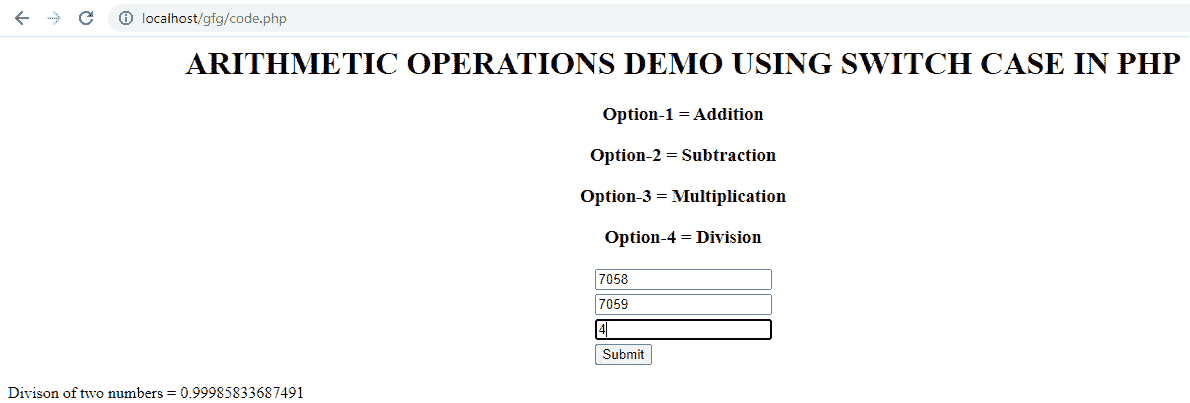 localhost/gfg/code.php
ARITHMETIC OPERATIONS DEMO USING SWITCH CASE IN PHP
Option-1 = Addition
Option-2 = Subtraction
Option-3 = Multiplication
Option-4 = Division
7058
7059
4
Submit
Divison of two numbers = 0.99985833687491